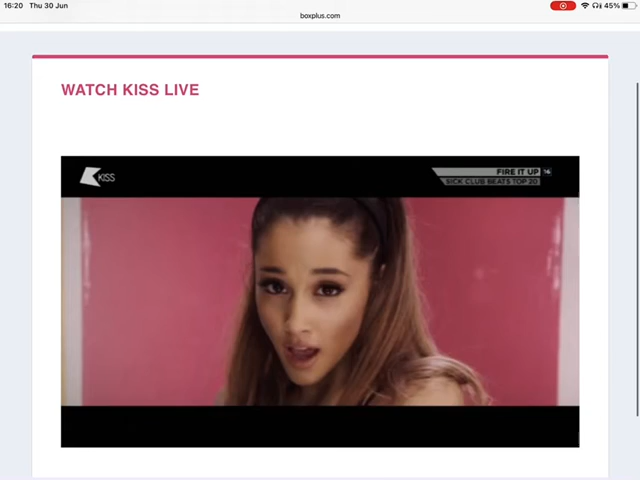 16:20 Thu 30 Jun
45%
boxplus.com
WATCH KISS LIVE
KISS
FIRE IT UP 16
SICK CLUB BEATS TOP 20